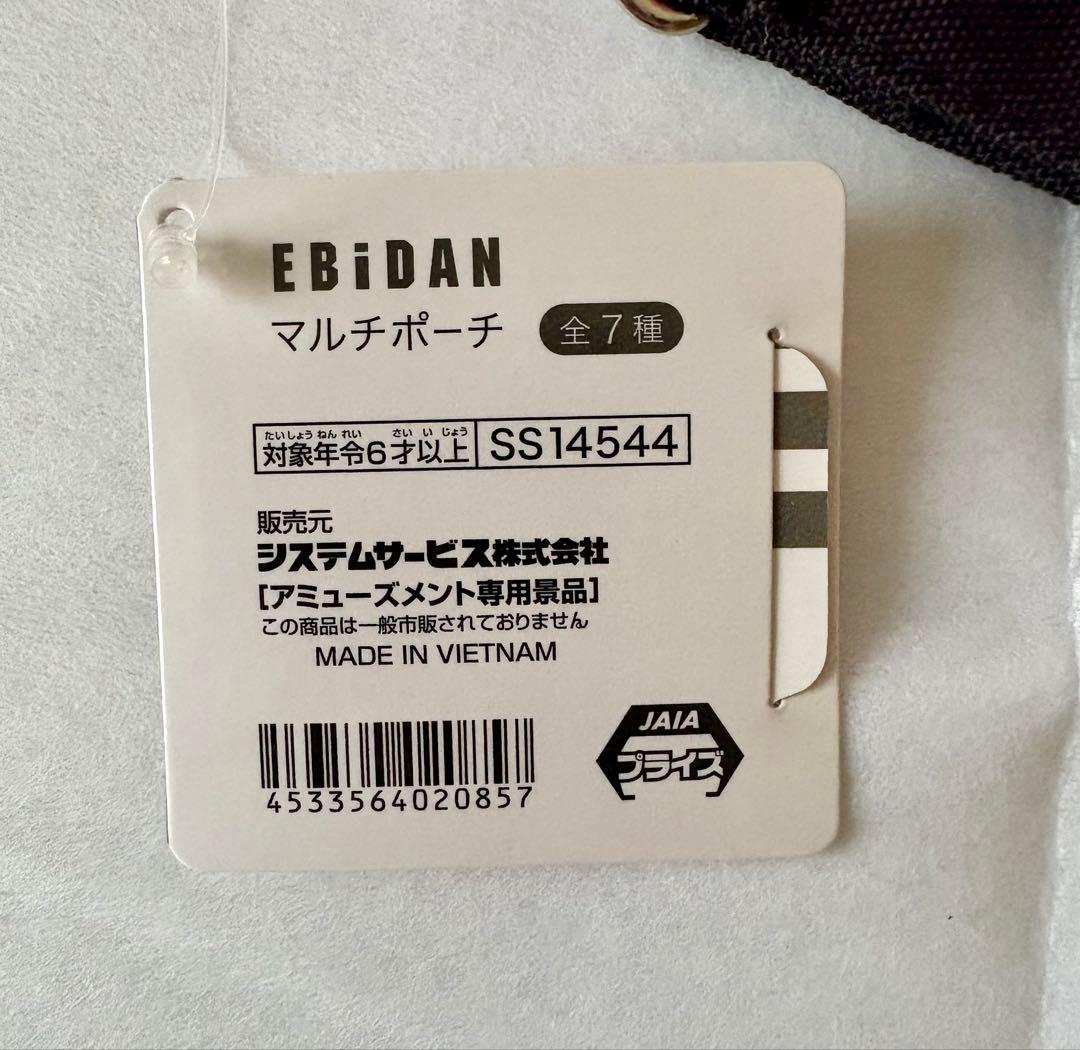 EBiDAN
マルチポーチ 全7種
たいしょうねんれい さい いじょう
対象年令6才以上 SS14544
販売元
システムサービス株式会社
[アミューズメント専用景品]
この商品は一般市販されておりません
MADE IN VIETNAM
JAIA
プライズ
4533564020857